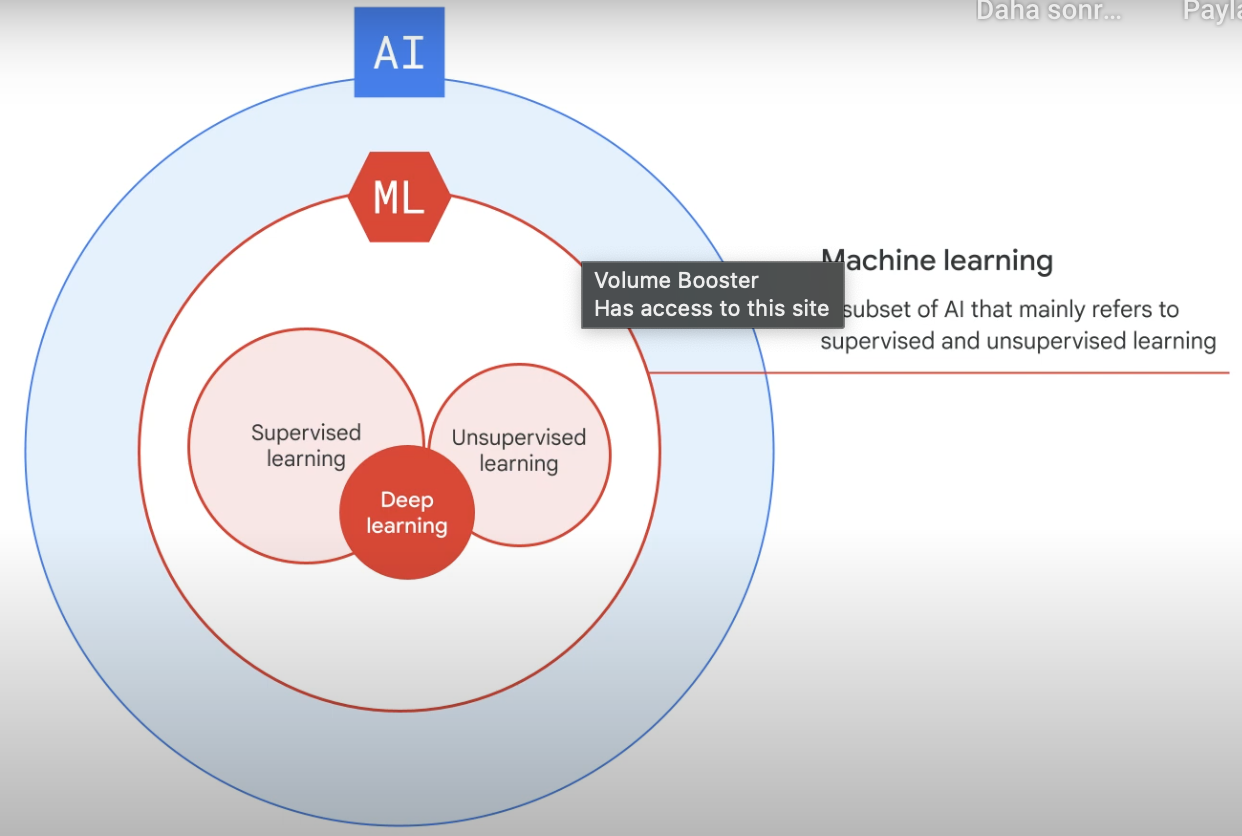 Daha sonr...
Payla
AI
ML
Machine learning
Volume Booster
Has access to this site
subset of AI that mainly refers to
supervised and unsupervised learning
Supervised
learning
Unsupervised
learning
Deep
learning